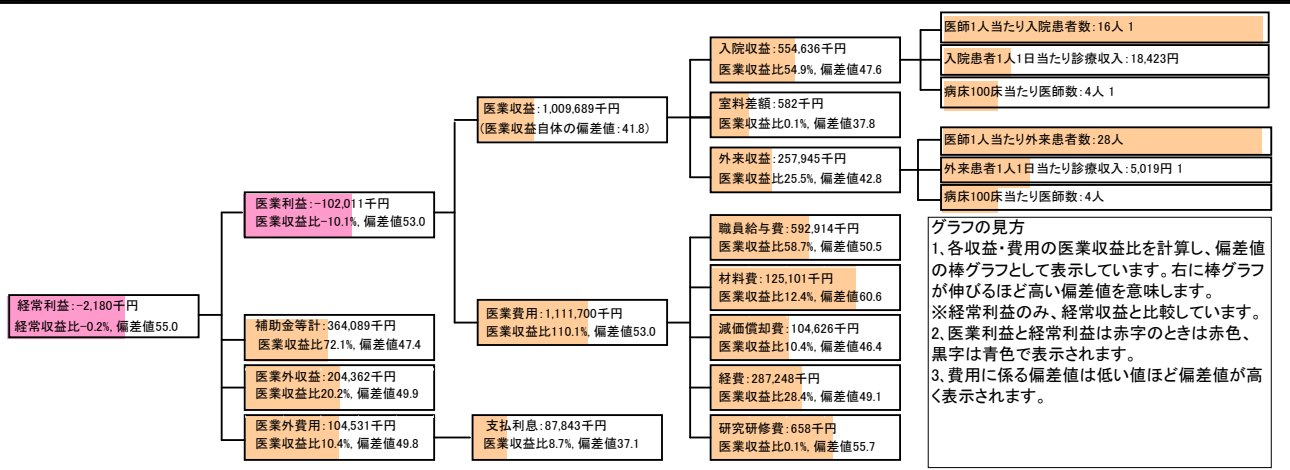 経常利益:-2,180千円
経常収益比-0.2%, 偏差値55.0
医業利益:-102,011千円
医業収益比-10.1%, 偏差値53.0
補助金等計:364,089千円
医業収益比72.1%, 偏差値47.4
医業外収益:204,362千円
医業収益比20.2%, 偏差値49.9
医業外費用:104,531千円
医業収益比10.4%, 偏差値49.8
医業収益:1,009,689千円
(医業収益自体の偏差値:41.8)
医業費用:1,111,700千円
医業収益比110.1%, 偏差値53.0
支払利息:87,843千円
医業収益比8.7%, 偏差値37.1
入院収益:554,636千円
医業収益比54.9%, 偏差値47.6
室料差額:582千円
医業収益比0.1%, 偏差値37.8
外来収益:257,945千円
医業収益比25.5%, 偏差値42.8
職員給与費:592,914千円
医業収益比58.7%, 偏差値50.5
材料費:125,101千円
医業収益比12.4%, 偏差値60.6
減価償却費:104,626千円
医業収益比10.4%, 偏差値46.4
経費:287,248千円
医業収益比28.4%, 偏差値49.1
研究研修費:658千円
医業収益比0.1%, 偏差値55.7
医師1人当たり入院患者数:16人 1
入院患者1人1日当たり診療収入:18,423円
病床100床当たり医師数:4人 1
医師1人当たり外来患者数:28人
外来患者1人1日当たり診療収入:5,019円 1
病床100床当たり医師数:4人
グラフの見方
1、各収益・費用の医業収益比を計算し、偏差値
の棒グラフとして表示しています。右に棒グラフ
が伸びるほど高い偏差値を意味します。
※経常利益のみ、経常収益と比較しています。
2、医業利益と経常利益は赤字のときは赤色、
黒字は青色で表示されます。
3、費用に係る偏差値は低い値ほど偏差値が高
く表示されます。